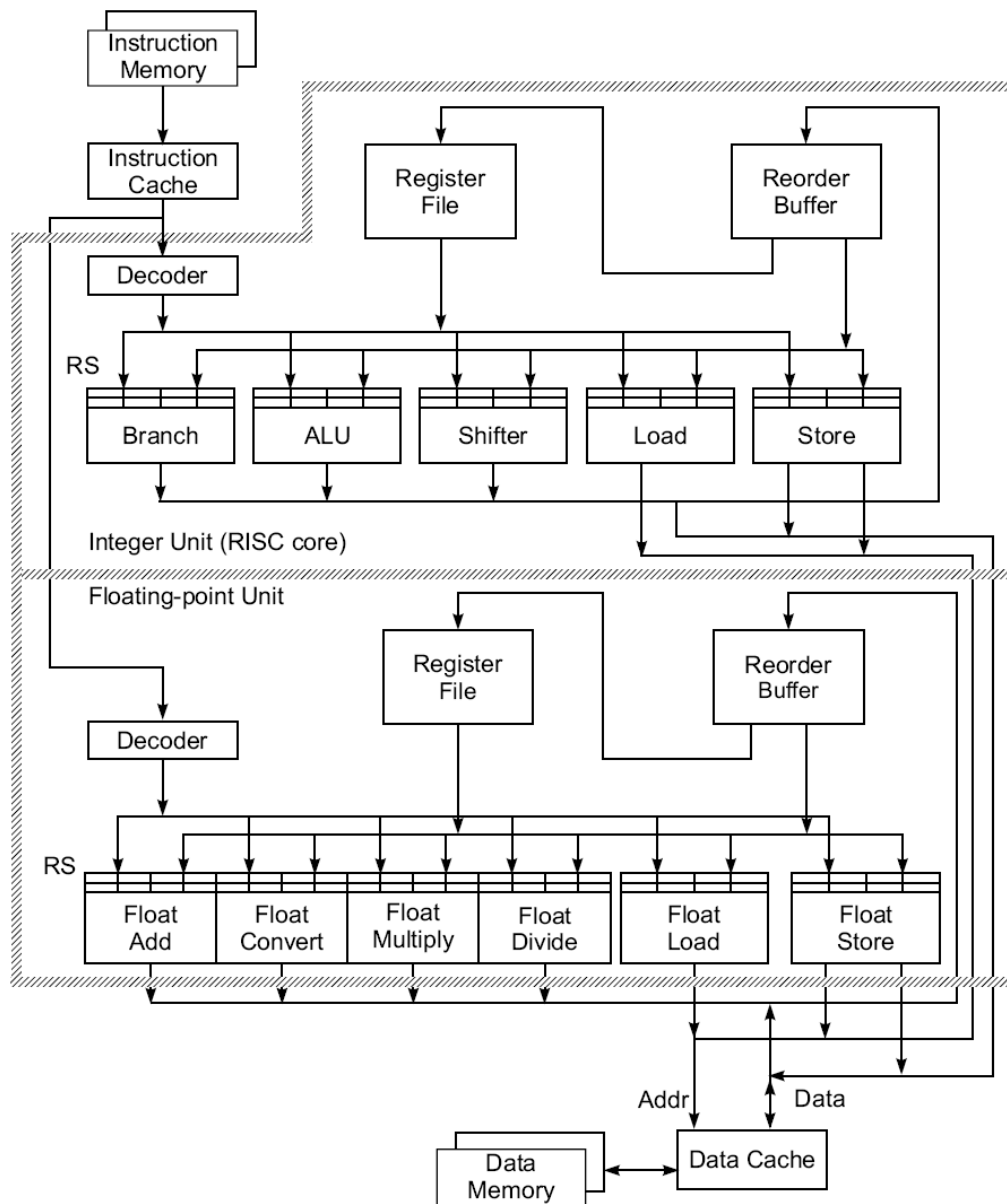 Instruction
Memory
Instruction
Cache
Register
File
Reorder
Buffer
Decoder
RS
Branch
ALU
Shifter
Load
Store
Integer Unit (RISC core)
Floating-point Unit
Register
File
Reorder
Buffer
Decoder
RS
Float
Add
Float
Convert
Float
Multiply
Float
Divide
Float
Load
Float
Store
Addr
Data
Data
Memory
Data Cache